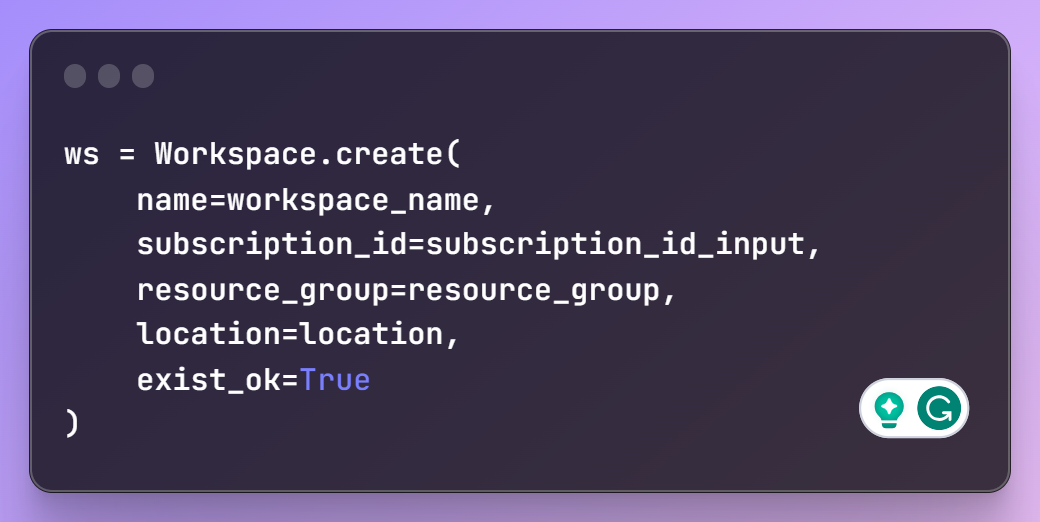 ws = Workspace.create(
    name=workspace_name,
    subscription_id=subscription_id_input,
    resource_group=resource_group,
    location=location,
    exist_ok=True
)